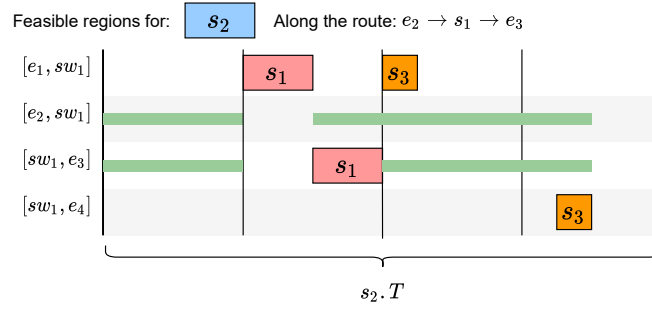 Feasible regions for: s₂ Along the route: e₂ → s₁ → e₃
[e₁, sw₁] s₁ s₃
[e₂, sw₁]
[sw₁, e₃] s₁
[sw₁, e₄] s₃
s₂.T